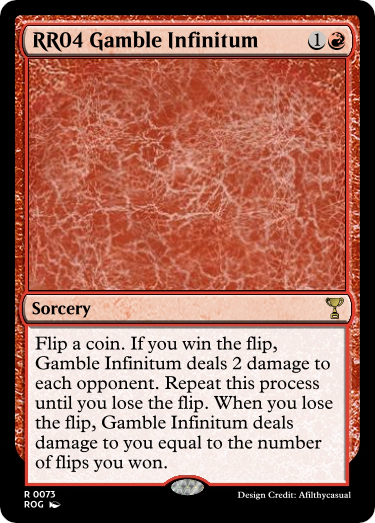 RR04 Gamble Infinitum 1
Sorcery
Flip a coin. If you win the flip,
Gamble Infinitum deals 2 damage to
each opponent. Repeat this process
until you lose the flip. When you lose
the flip, Gamble Infinitum deals
damage to you equal to the number
of flips you won.
R 0073
ROG
Design Credit: Afilthycasual